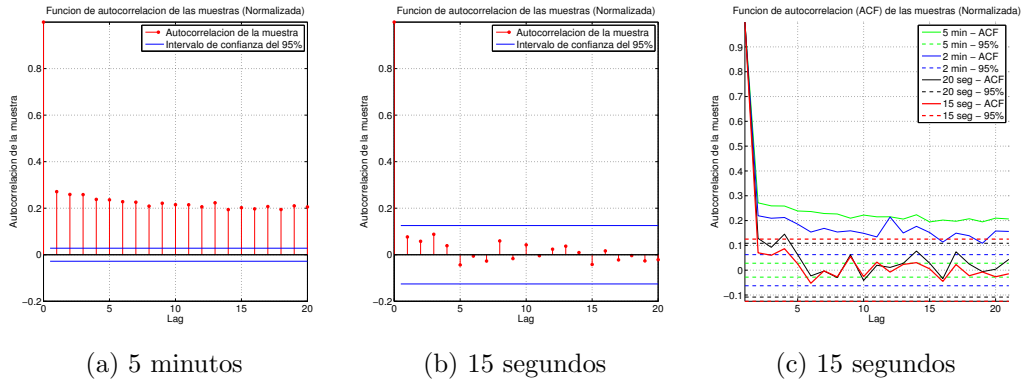 Funcion de autocorrelacion de las muestras (Normalizada)
Autocorrelacion de la muestra
Intervalo de confianza del 95%
0.8
0.6
0.4
0.2
0
−0.2
0
5
10
15
20
Lag
Autocorrelacion de la muestra
(a) 5 minutos
Funcion de autocorrelacion de las muestras (Normalizada)
Autocorrelacion de la muestra
Intervalo de confianza del 95%
0.8
0.6
0.4
0.2
0
−0.2
0
5
10
15
20
Lag
Autocorrelacion de la muestra
(b) 15 segundos
Funcion de autocorrelacion (ACF) de las muestras (Normalizada)
5 min − ACF
5 min − 95%
2 min − ACF
2 min − 95%
20 seg − ACF
20 seg − 95%
15 seg − ACF
15 seg − 95%
0.9
0.8
0.7
0.6
0.5
0.4
0.3
0.2
0.1
0
−0.1
5
10
15
20
Lag
Autocorrelacion de la muestra
(c) 15 segundos